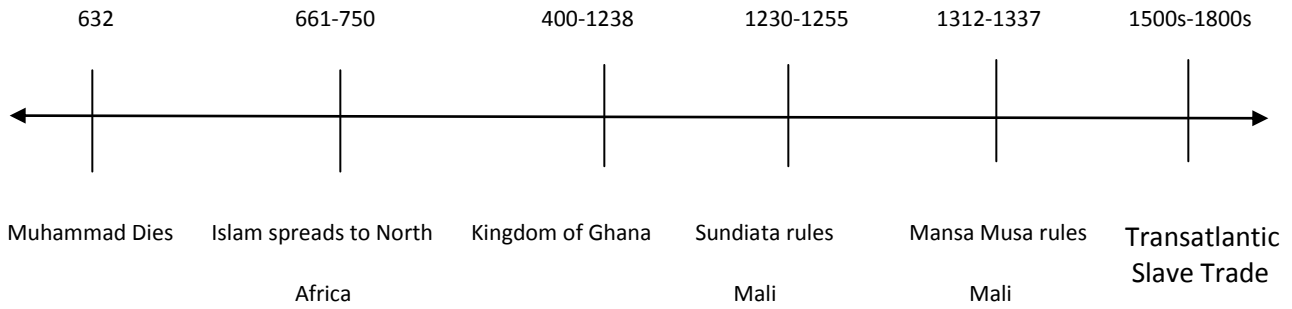 632 661-750 400-1238 1230-1255 1312-1337 1500s-1800s
Muhammad Dies Islam spreads to North Kingdom of Ghana Sundiata rules Mansa Musa rules Transatlantic
Slave Trade
Africa Mali Mali